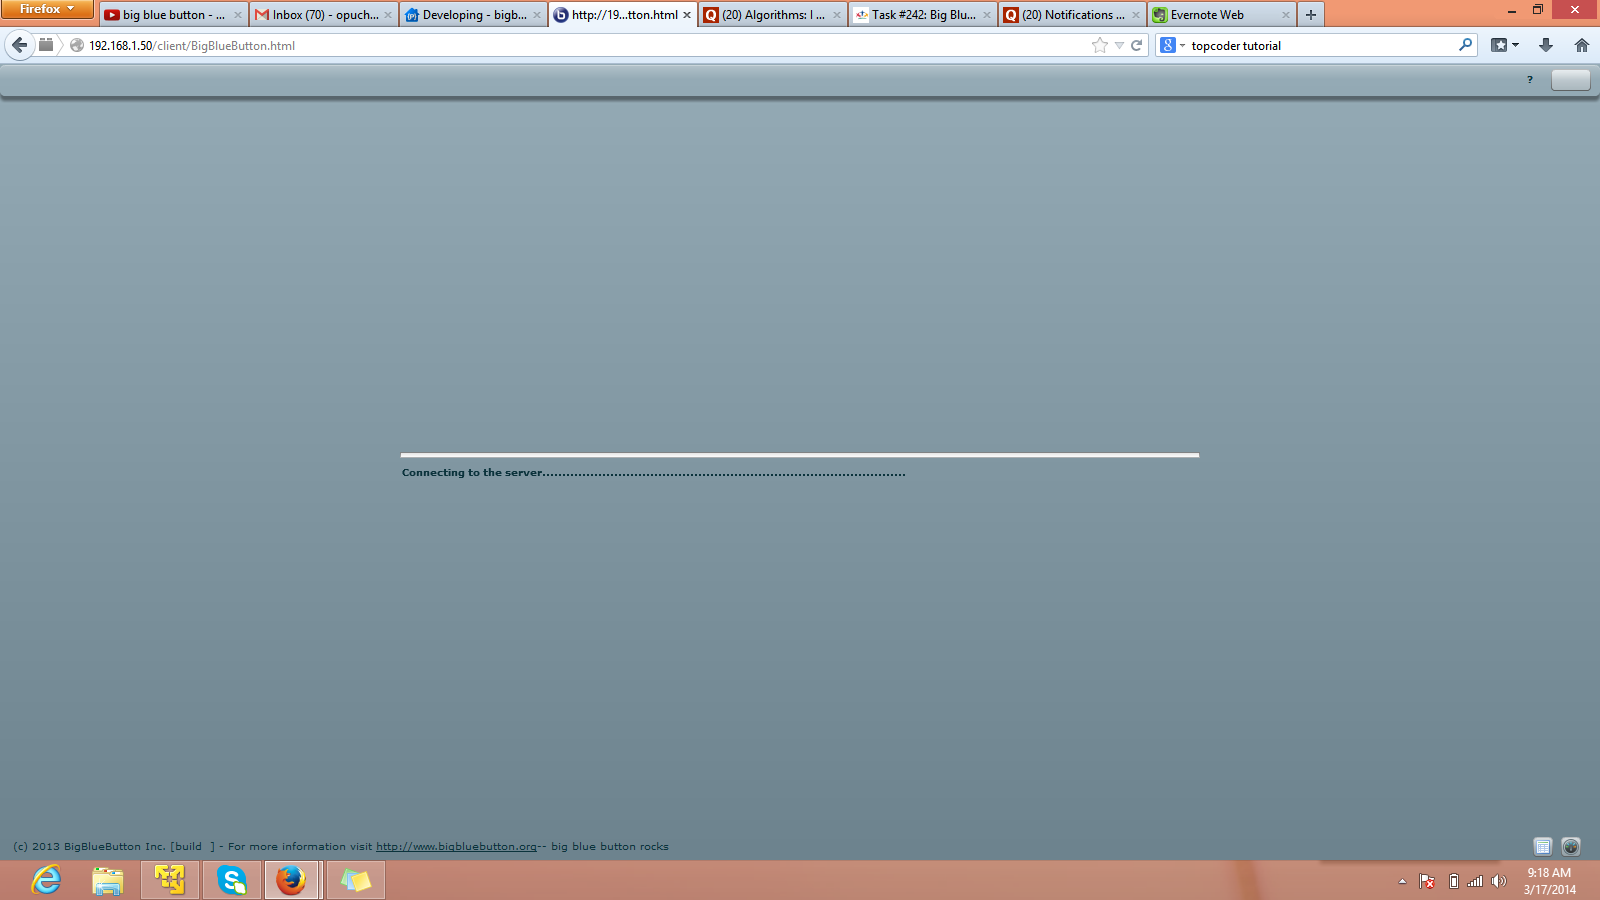 Firefox
big blue button - ...
Inbox (70) - opuch...
Developing - bigb...
http://19...tton.html
(20) Algorithms: I ...
Task #242: Big Blu...
(20) Notifications ...
Evernote Web
192.168.1.50/client/BigBlueButton.html
topcoder tutorial
?
Connecting to the server...........................................................................................
(c) 2013 BigBlueButton Inc. [build  ] - For more information visit http://www.bigbluebutton.org-- big blue button rocks
9:18 AM
3/17/2014